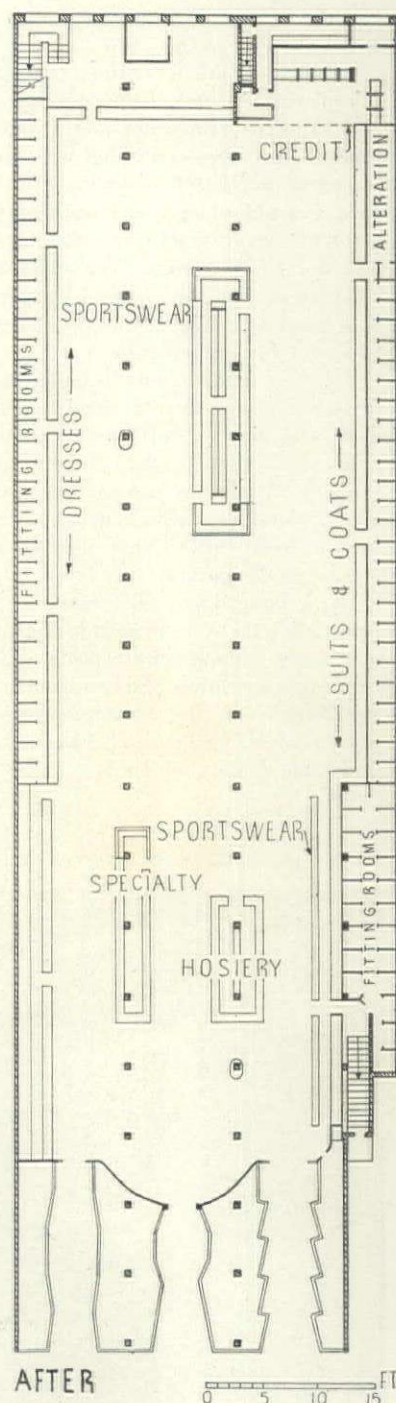 CREDIT
ALTERATION
SPORTSWEAR
FITTING ROOMS
DRESSES
SUITS & COATS
SPORTSWEAR
SPECIALTY
FITTING ROOMS
HOSIERY
AFTER
FT
0 5 10 15